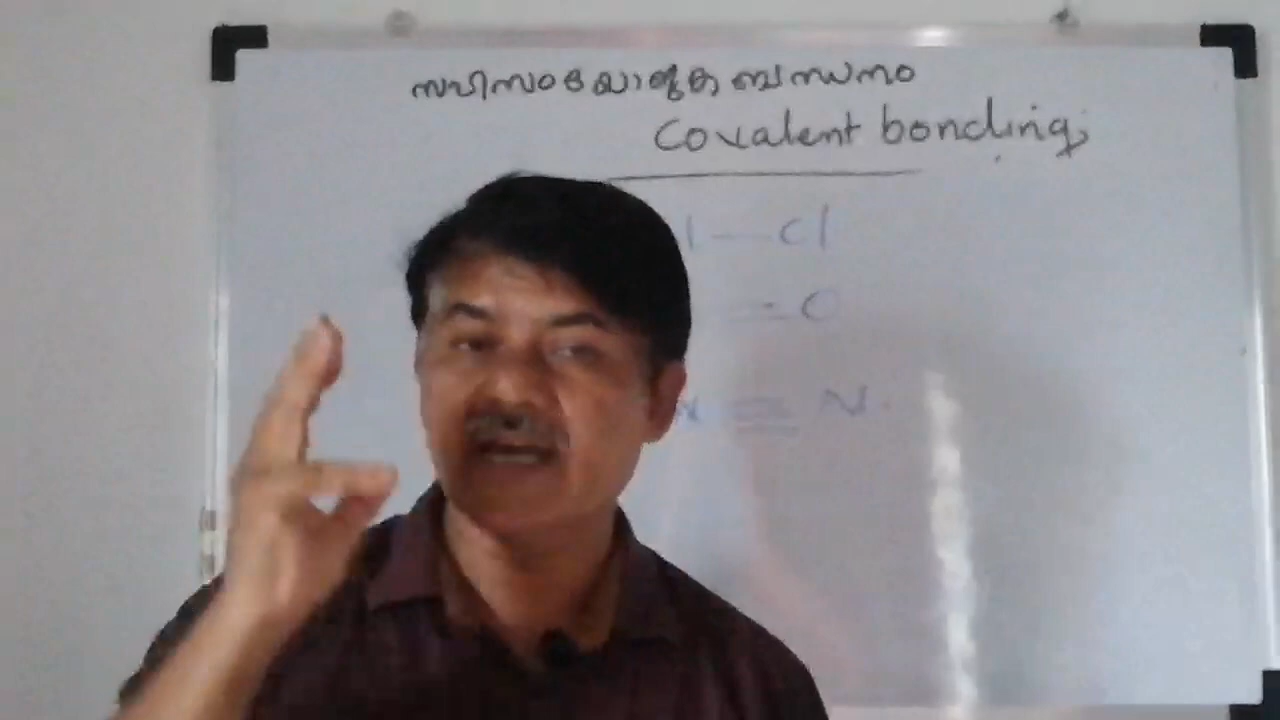 സഹസംയോജക ബന്ധനം
Covalent bonding
l — Cl
= O
N ≡ N